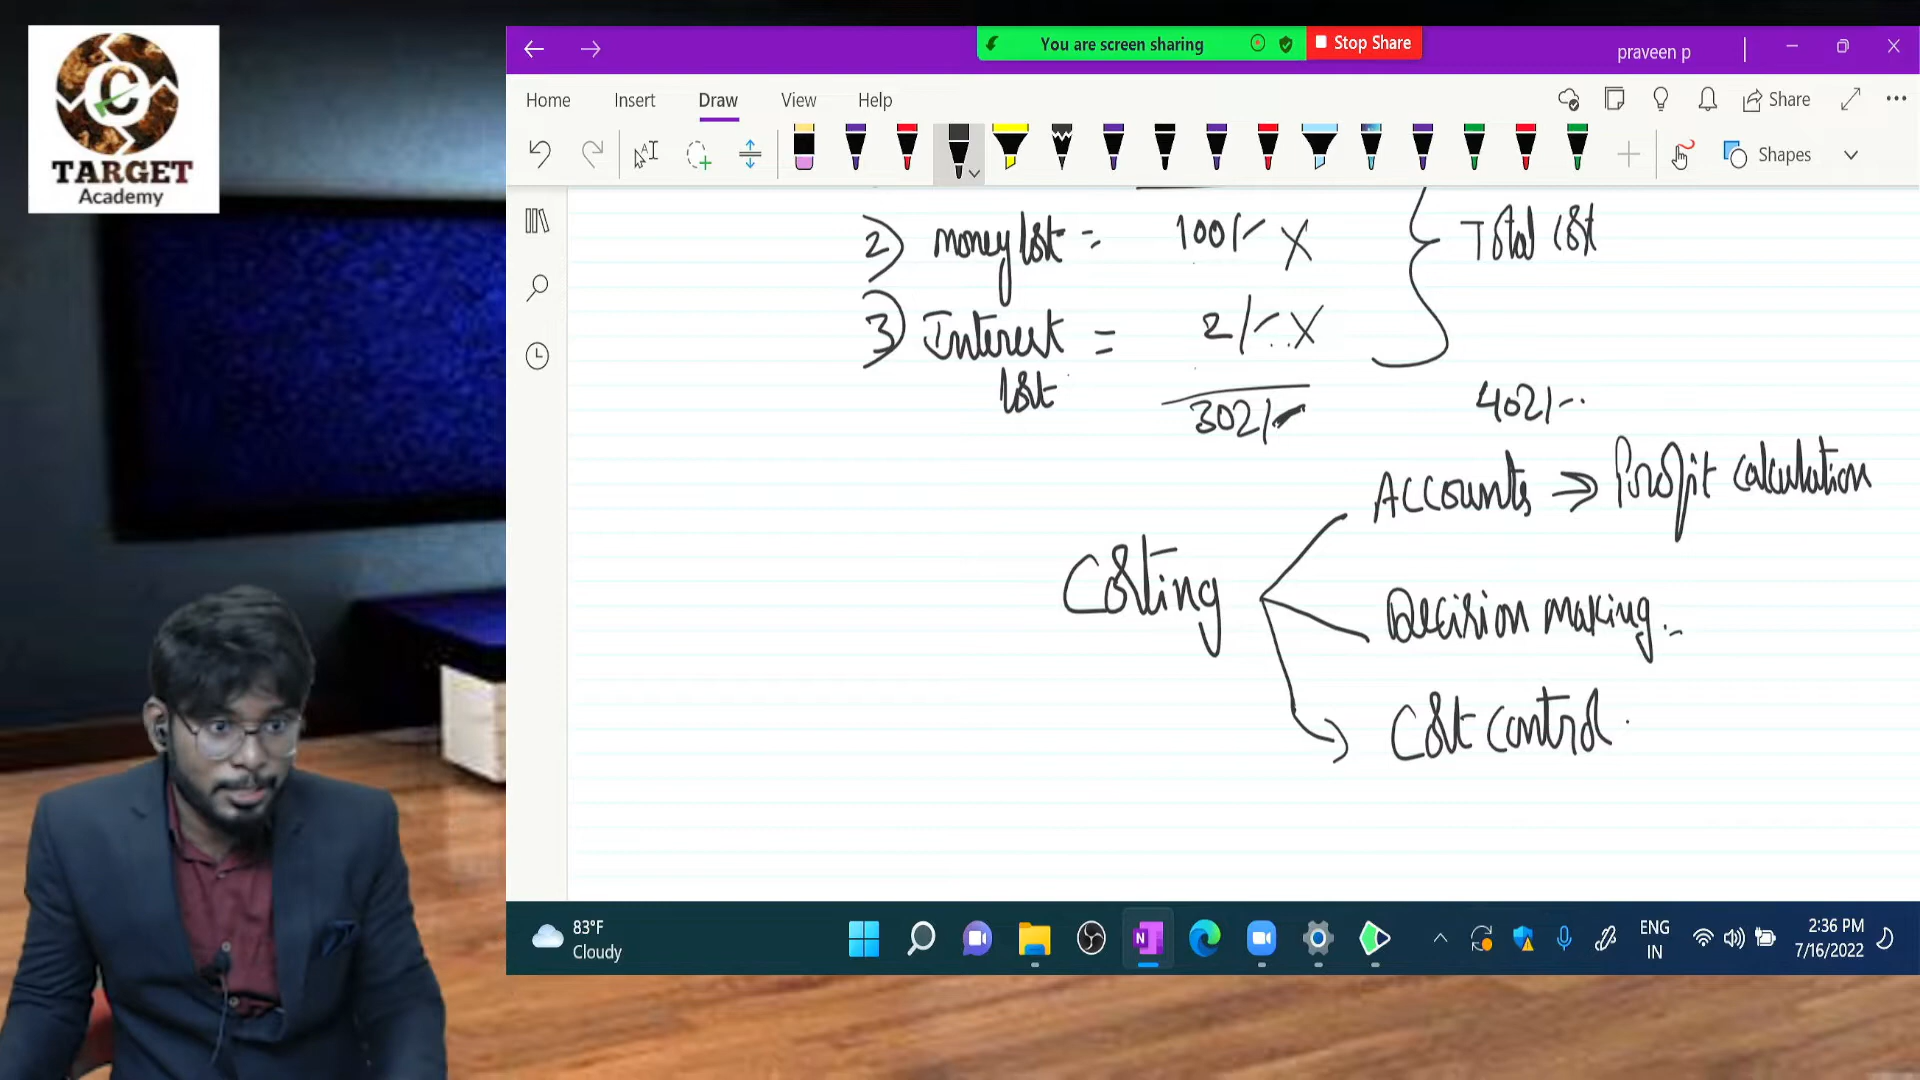 TARGET
Academy
You are screen sharing
Stop Share
praveen p
Home Insert Draw View Help
Share
Shapes
2) money Cost = 100/- X
Total Cost
3) Interest = 2/- X
Cost
302/-
402/-
Accounts ⇒ Profit calculation
Costing
Decision making
Cost control
83°F
Cloudy
ENG
IN
2:36 PM
7/16/2022